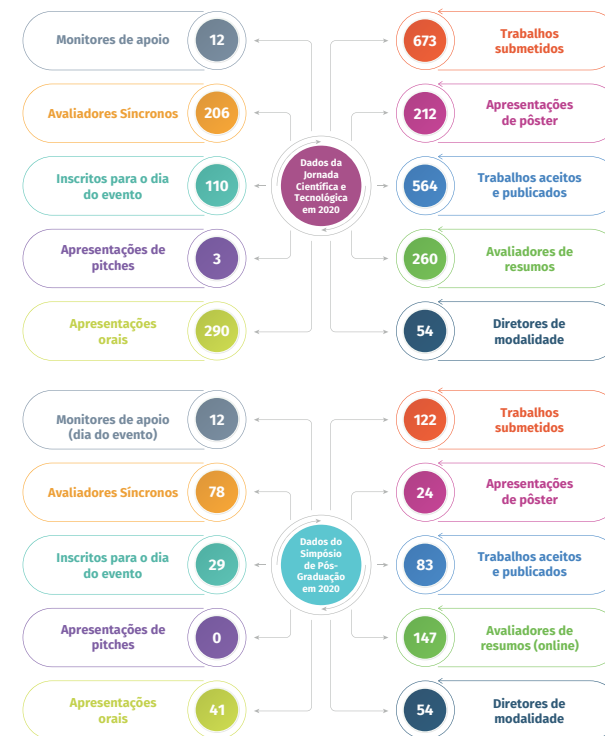 Monitores de apoio
12
673
Trabalhos
submetidos
Avaliadores Síncronos
206
212
Apresentações
de pôster
Inscritos para o dia
do evento
110
Dados da
Jornada
Científica e
Tecnológica
em 2020
564
Trabalhos aceitos
e publicados
Apresentações de
pitches
3
260
Avaliadores de
resumos
Apresentações
orais
290
54
Diretores de
modalidade
Monitores de apoio
(dia do evento)
12
122
Trabalhos
submetidos
Avaliadores Síncronos
78
24
Apresentações
de pôster
Inscritos para o dia
do evento
29
Dados do
Simpósio
de Pós-
Graduação
em 2020
83
Trabalhos aceitos
e publicados
Apresentações de
pitches
0
147
Avaliadores de
resumos (online)
Apresentações
orais
41
54
Diretores de
modalidade